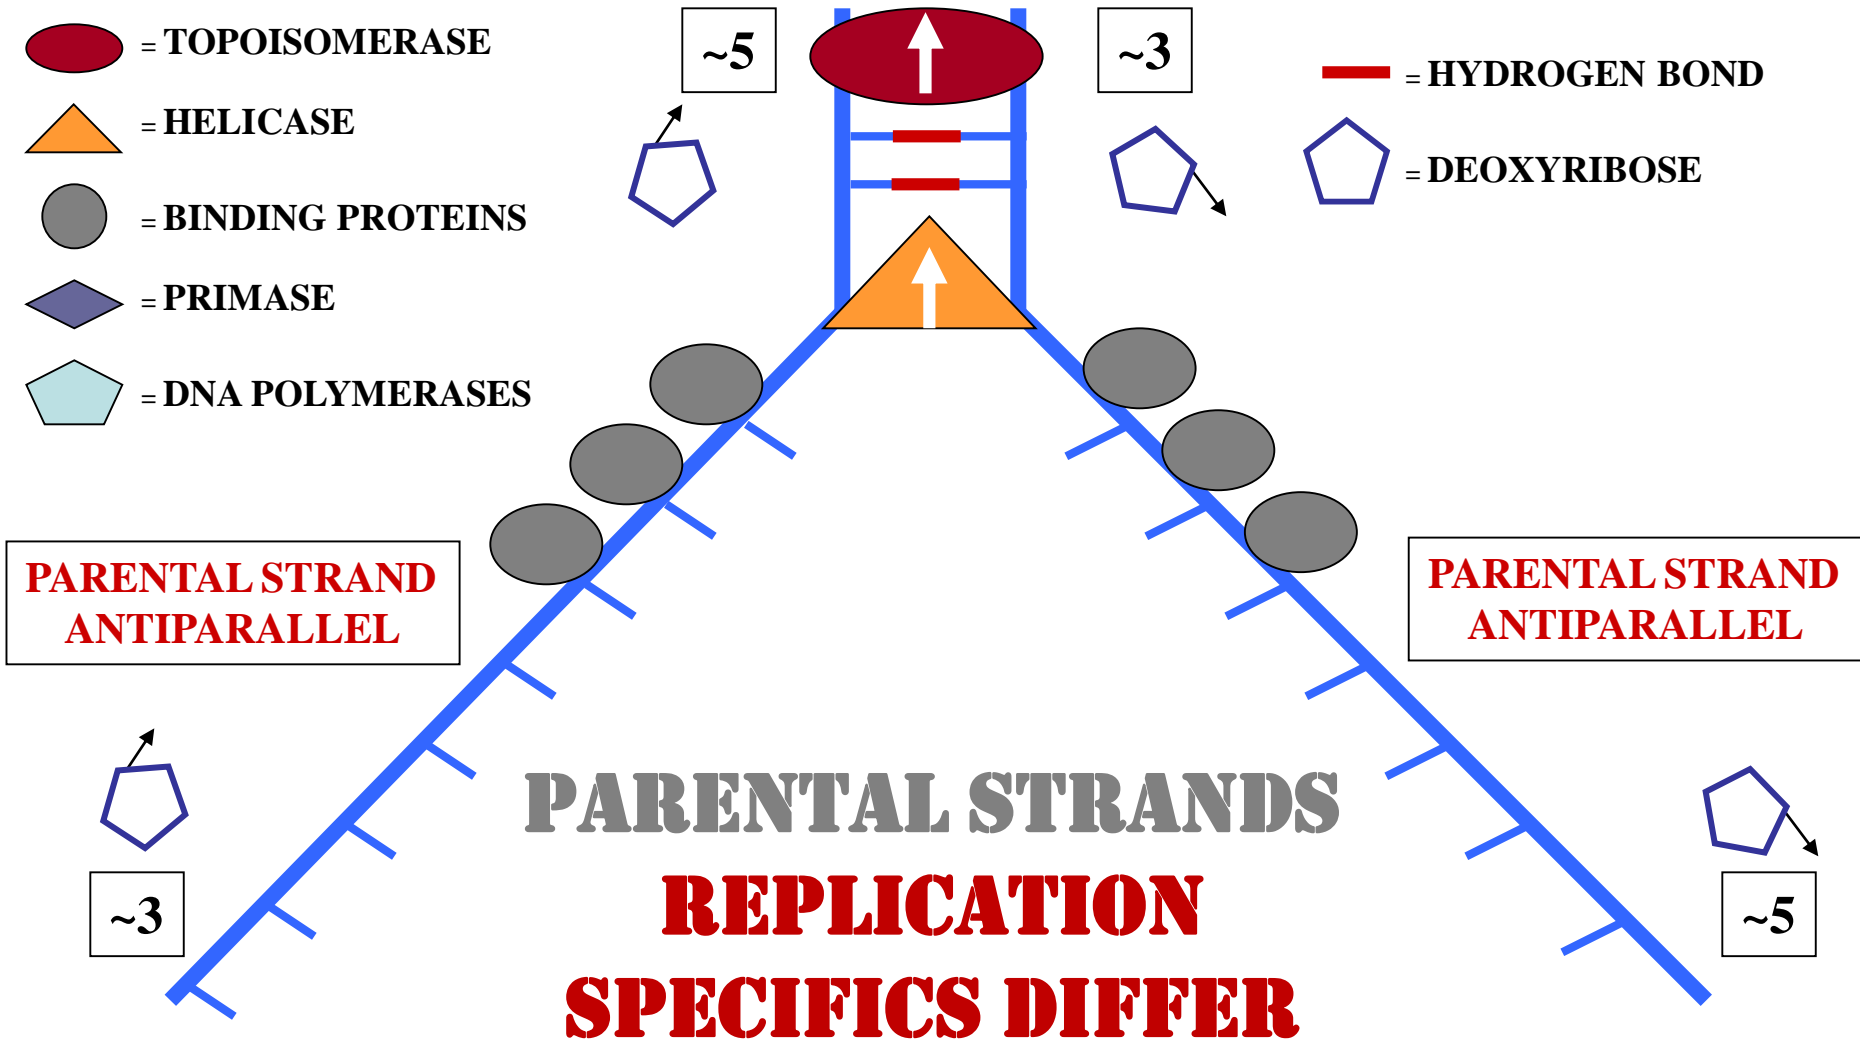 = TOPOISOMERASE
= HELICASE
= BINDING PROTEINS
= PRIMASE
= DNA POLYMERASES
~5
~3
= HYDROGEN BOND
= DEOXYRIBOSE
PARENTAL STRAND
ANTIPARALLEL
PARENTAL STRAND
ANTIPARALLEL
~3
~5
PARENTAL STRANDS
REPLICATION
SPECIFICS DIFFER